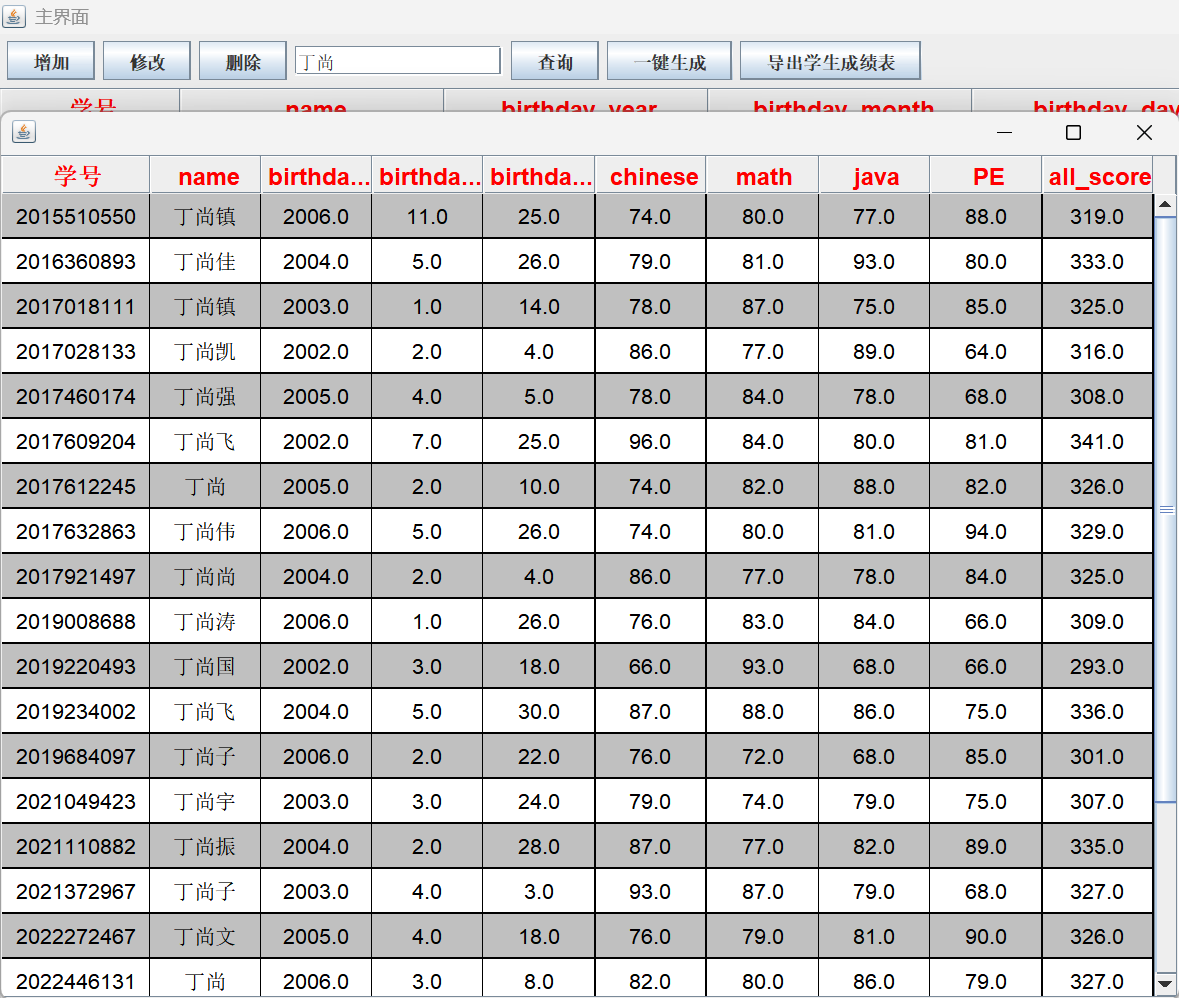 主界面
增加 修改 删除 丁尚 查询 一键生成 导出学生成绩表
学号 name birthday_year birthday_month birthday_day
学号 name birthda... birthda... birthda... chinese math java PE all_score
2015510550 丁尚镇 2006.0 11.0 25.0 74.0 80.0 77.0 88.0 319.0
2016360893 丁尚佳 2004.0 5.0 26.0 79.0 81.0 93.0 80.0 333.0
2017018111 丁尚镇 2003.0 1.0 14.0 78.0 87.0 75.0 85.0 325.0
2017028133 丁尚凯 2002.0 2.0 4.0 86.0 77.0 89.0 64.0 316.0
2017460174 丁尚强 2005.0 4.0 5.0 78.0 84.0 78.0 68.0 308.0
2017609204 丁尚飞 2002.0 7.0 25.0 96.0 84.0 80.0 81.0 341.0
2017612245 丁尚 2005.0 2.0 10.0 74.0 82.0 88.0 82.0 326.0
2017632863 丁尚伟 2006.0 5.0 26.0 74.0 80.0 81.0 94.0 329.0
2017921497 丁尚尚 2004.0 2.0 4.0 86.0 77.0 78.0 84.0 325.0
2019008688 丁尚涛 2006.0 1.0 26.0 76.0 83.0 84.0 66.0 309.0
2019220493 丁尚国 2002.0 3.0 18.0 66.0 93.0 68.0 66.0 293.0
2019234002 丁尚飞 2004.0 5.0 30.0 87.0 88.0 86.0 75.0 336.0
2019684097 丁尚子 2006.0 2.0 22.0 76.0 72.0 68.0 85.0 301.0
2021049423 丁尚宇 2003.0 3.0 24.0 79.0 74.0 79.0 75.0 307.0
2021110882 丁尚振 2004.0 2.0 28.0 87.0 77.0 82.0 89.0 335.0
2021372967 丁尚子 2003.0 4.0 3.0 93.0 87.0 79.0 68.0 327.0
2022272467 丁尚文 2005.0 4.0 18.0 76.0 79.0 81.0 90.0 326.0
2022446131 丁尚 2006.0 3.0 8.0 82.0 80.0 86.0 79.0 327.0